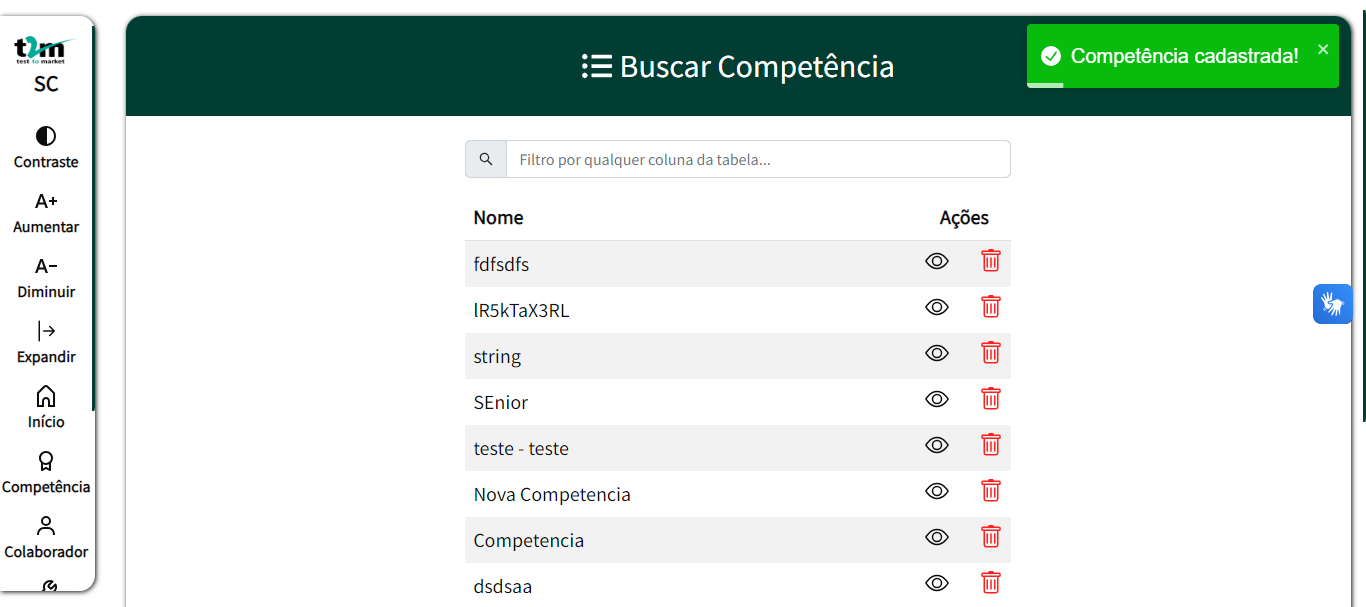 t2m
test to market
SC
Contraste
A+
Aumentar
A-
Diminuir
Expandir
Início
Competência
Colaborador
Buscar Competência
Competência cadastrada!
Filtro por qualquer coluna da tabela...
Nome Ações
fdfsdfs
lR5kTaX3RL
string
SEnior
teste - teste
Nova Competencia
Competencia
dsdsaa